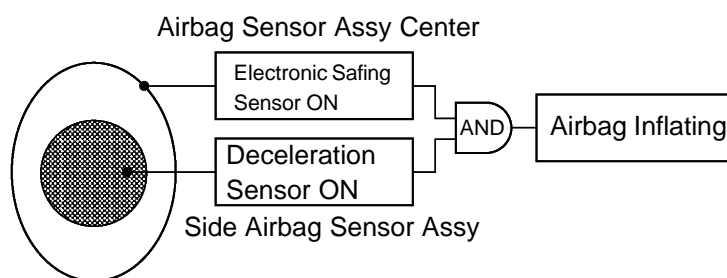 Airbag Sensor Assy Center
Electronic Safing
Sensor ON
AND
Airbag Inflating
Deceleration
Sensor ON
Side Airbag Sensor Assy